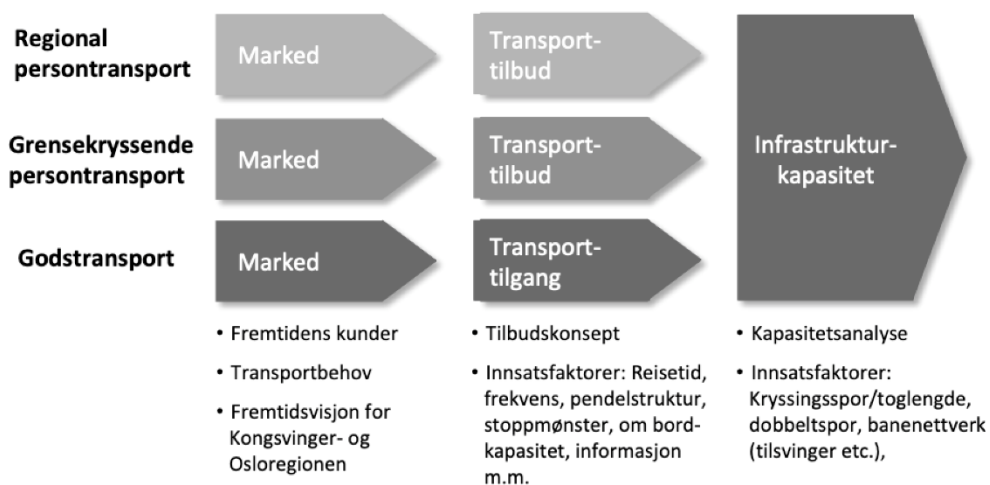 Regional
persontransport
Marked
Transport-
tilbud
Grensekryssende
persontransport
Marked
Transport-
tilbud
Godstransport
Marked
Transport-
tilgang
Infrastruktur-
kapasitet
• Fremtidens kunder
• Transportbehov
• Fremtidsvisjon for
Kongsvinger- og
Osloregionen
• Tilbudskonsept
• Innsatsfaktorer: Reisetid,
frekvens, pendelstruktur,
stoppmønster, om bord-
kapasitet, informasjon
m.m.
• Kapasitetsanalyse
• Innsatsfaktorer:
Kryssingsspor/toglengde,
dobbeltspor, banenettverk
(tilsvinger etc.),